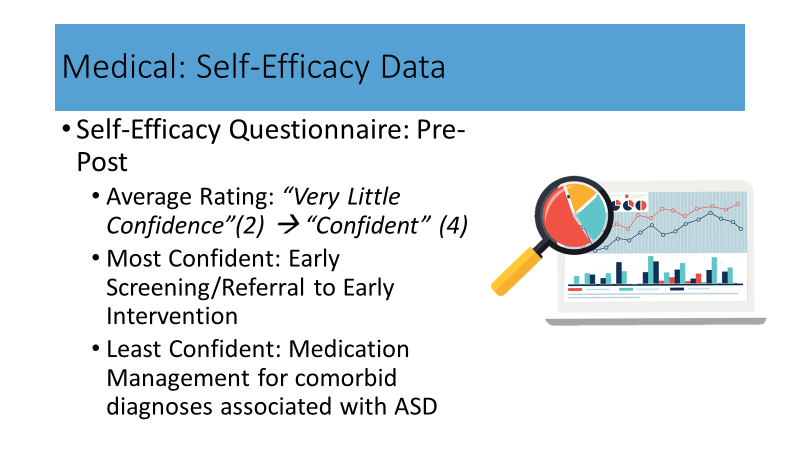 Medical: Self-Efficacy Data
• Self-Efficacy Questionnaire: Pre-
Post
• Average Rating: “Very Little
Confidence”(2) → “Confident” (4)
• Most Confident: Early
Screening/Referral to Early
Intervention
• Least Confident: Medication
Management for comorbid
diagnoses associated with ASD